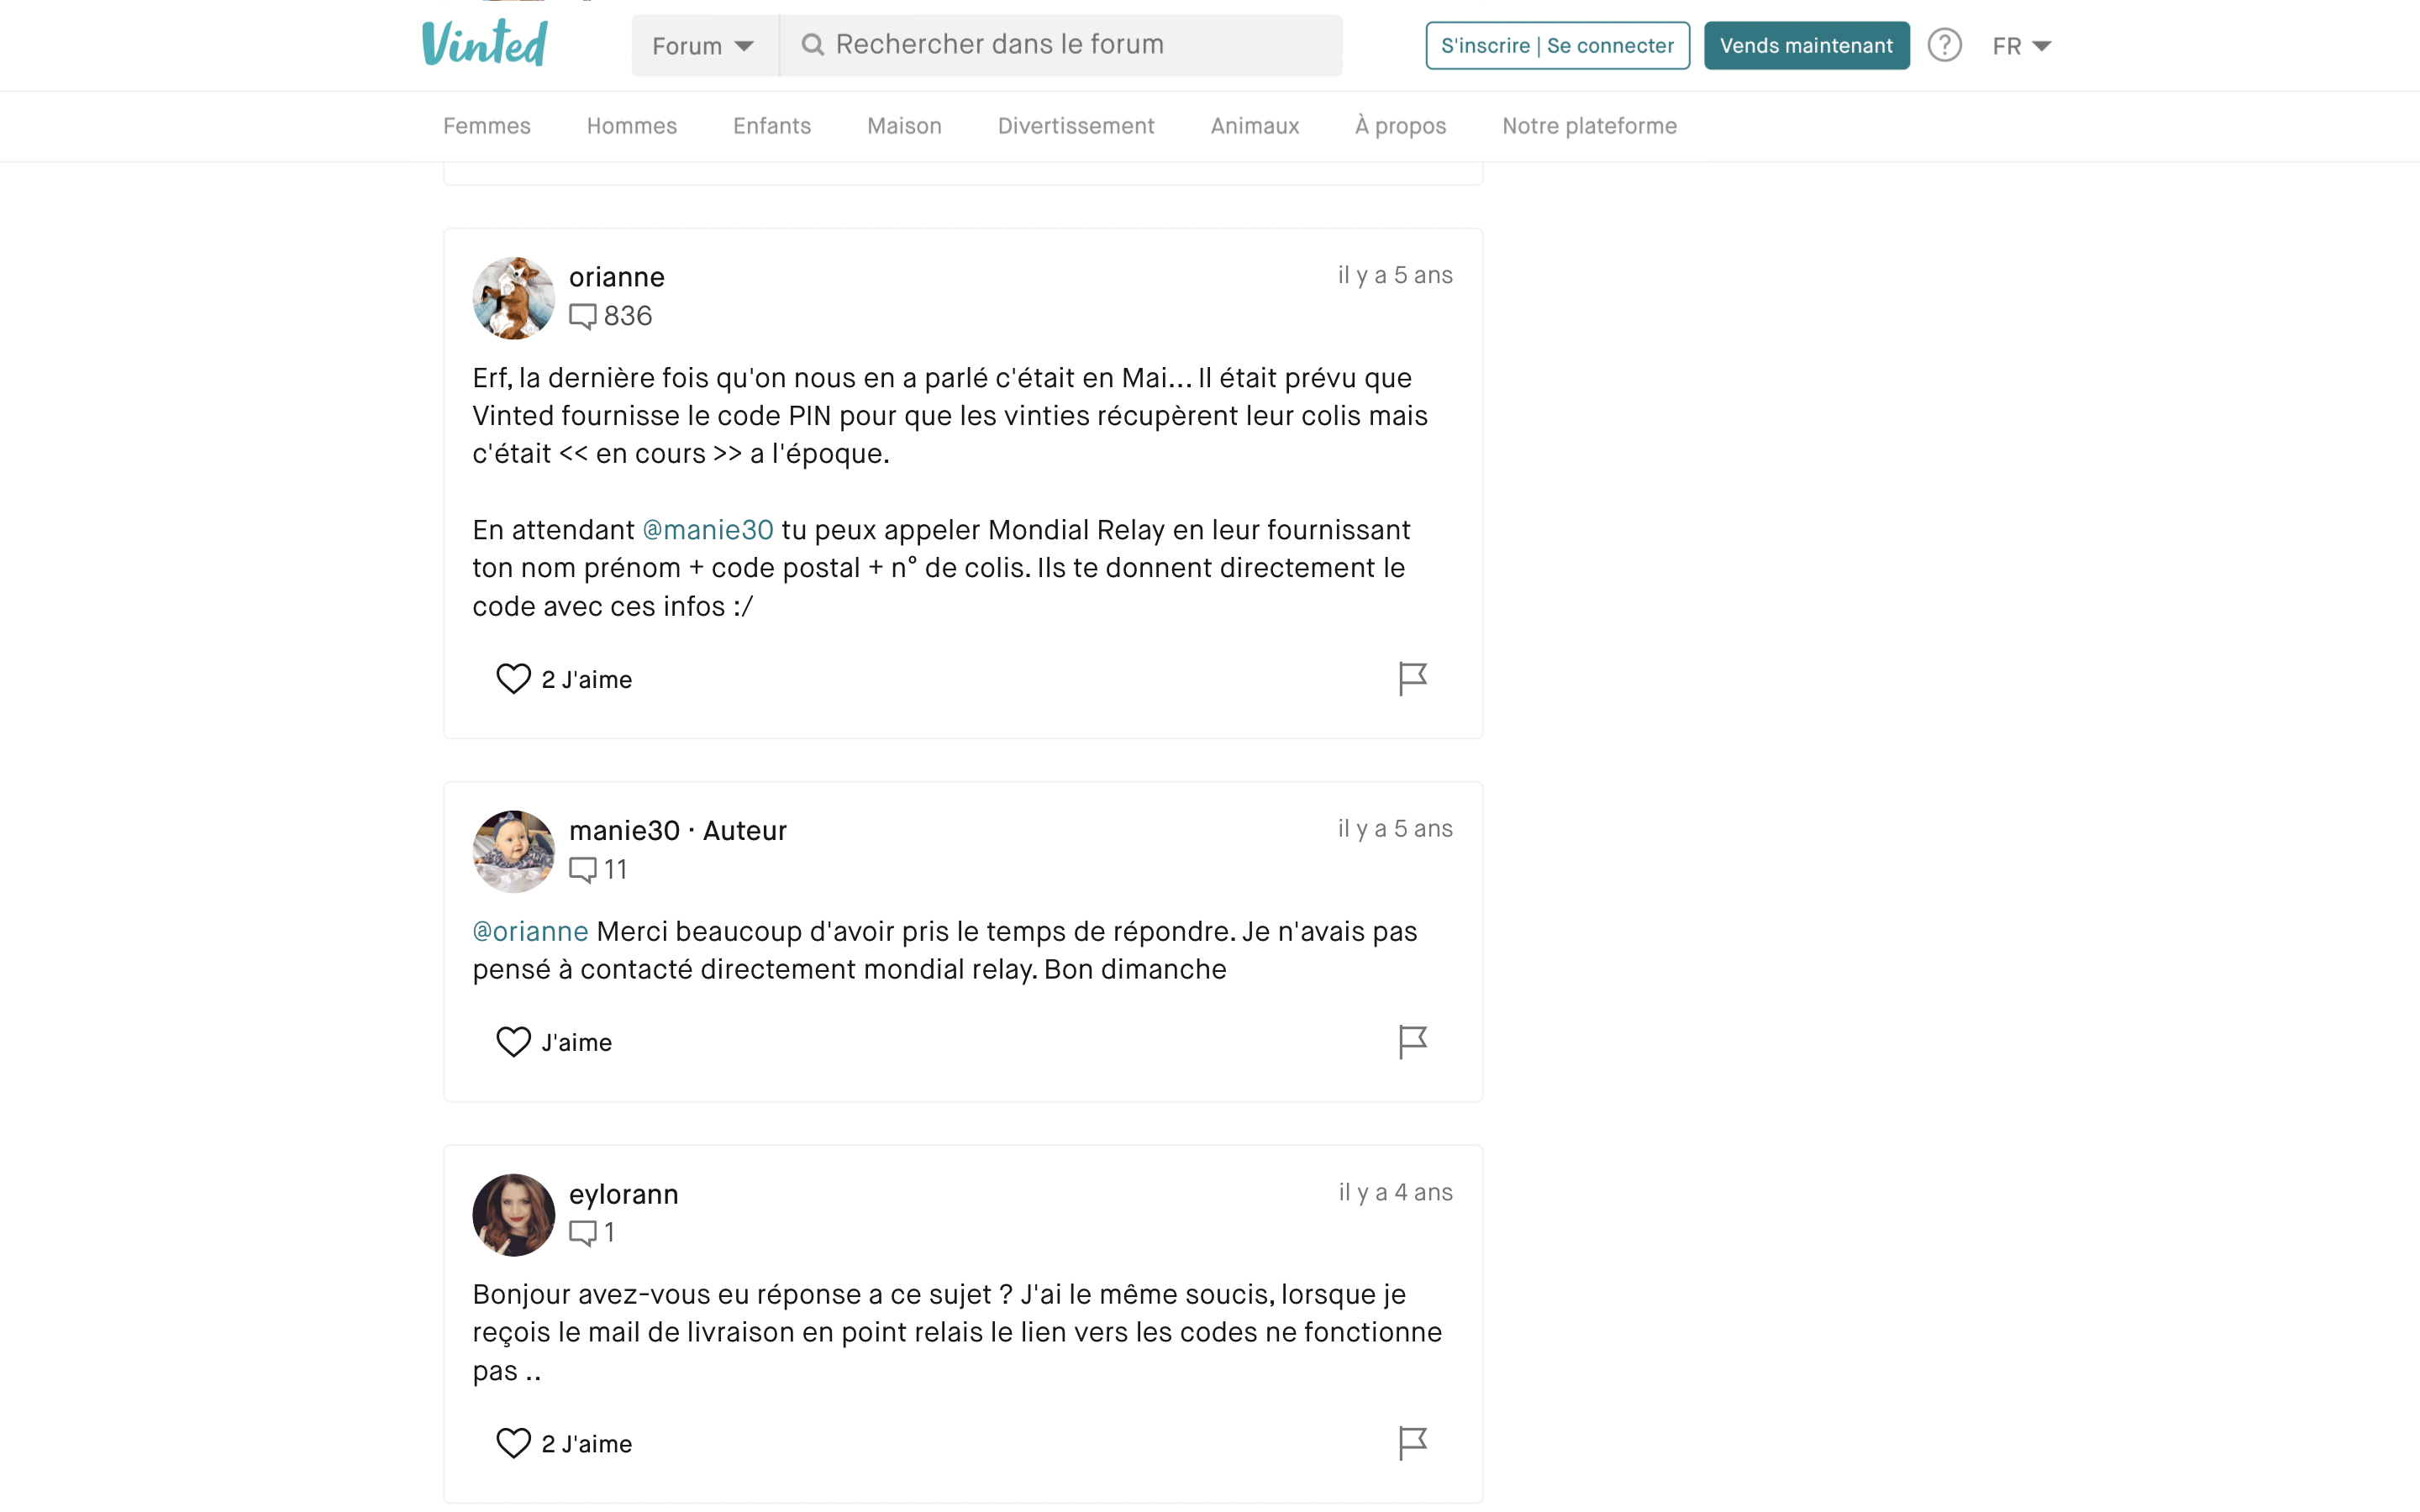 Vinted
Forum
Rechercher dans le forum
S'inscrire | Se connecter
Vends maintenant
?
FR
Femmes
Hommes
Enfants
Maison
Divertissement
Animaux
À propos
Notre plateforme
orianne
il y a 5 ans
836
Erf, la dernière fois qu'on nous en a parlé c'était en Mai... Il était prévu que
Vinted fournisse le code PIN pour que les vinties récupèrent leur colis mais
c'était << en cours >> a l'époque.
En attendant @manie30 tu peux appeler Mondial Relay en leur fournissant
ton nom prénom + code postal + n° de colis. Ils te donnent directement le
code avec ces infos :/
2 J'aime
manie30 · Auteur
il y a 5 ans
11
@orianne Merci beaucoup d'avoir pris le temps de répondre. Je n'avais pas
pensé à contacté directement mondial relay. Bon dimanche
J'aime
eylorann
il y a 4 ans
1
Bonjour avez-vous eu réponse a ce sujet ? J'ai le même soucis, lorsque je
reçois le mail de livraison en point relais le lien vers les codes ne fonctionne
pas ..
2 J'aime